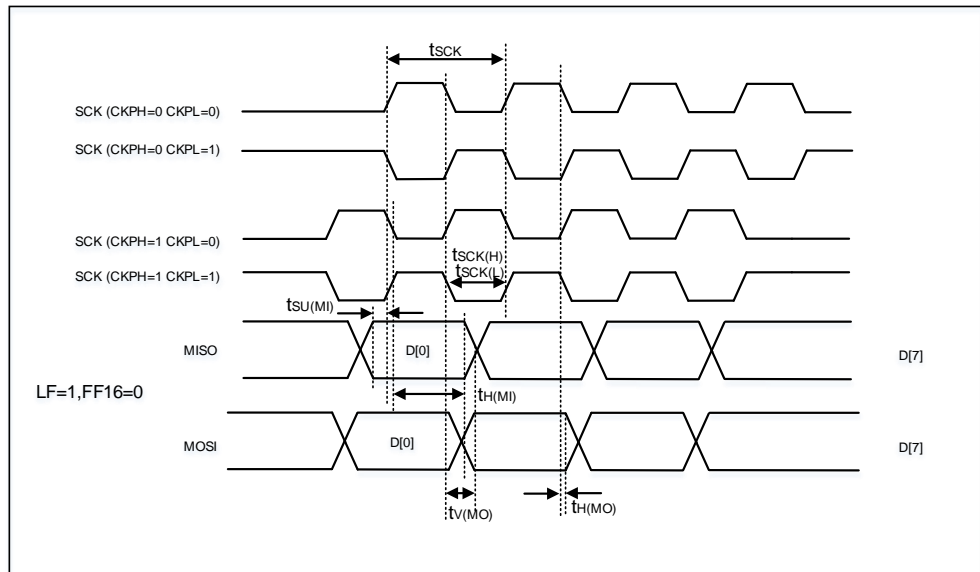 tSCK
SCK (CKPH=0 CKPL=0)
SCK (CKPH=0 CKPL=1)
SCK (CKPH=1 CKPL=0)
tSCK(H)
tSCK(L)
SCK (CKPH=1 CKPL=1)
tSU(MI)
MISO
D[0]
D[7]
LF=1,FF16=0
tH(MI)
MOSI
D[0]
D[7]
tV(MO)
tH(MO)